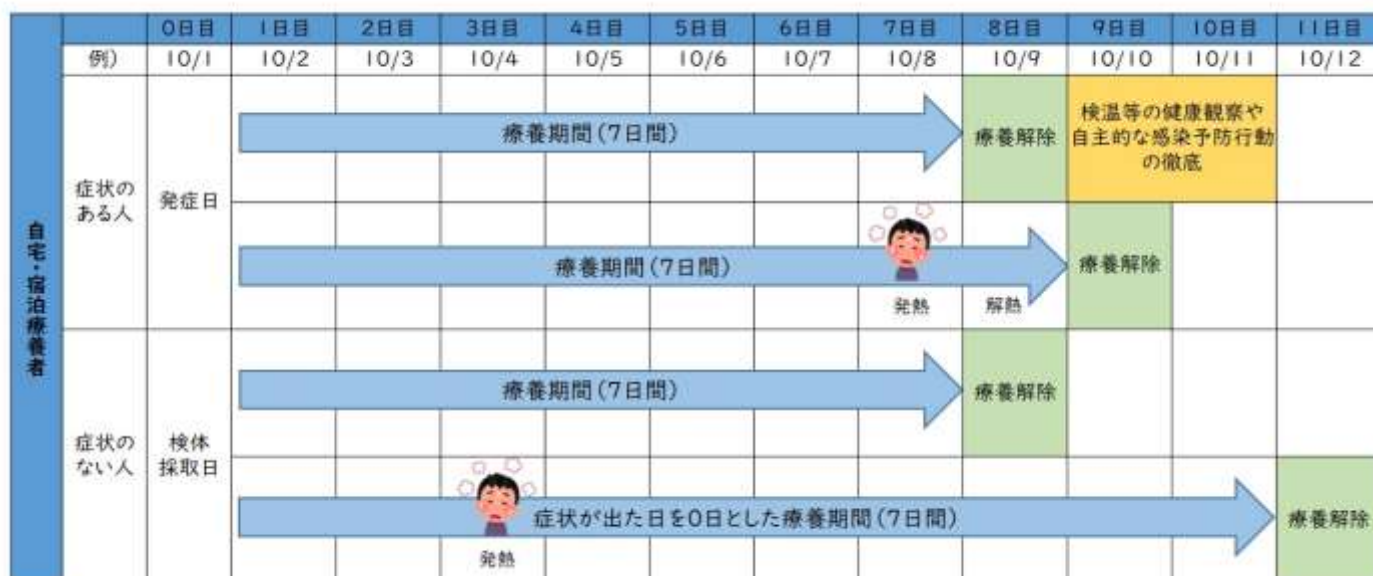 0日目 1日目 2日目 3日目 4日目 5日目 6日目 7日目 8日目 9日目 10日目 11日目
例) 10/1 10/2 10/3 10/4 10/5 10/6 10/7 10/8 10/9 10/10 10/11 10/12
自宅・宿泊療養者
症状の
ある人
発症日
療養期間(7日間)
療養解除
検温等の健康観察や
自主的な感染予防行動
の徹底
療養期間(7日間)
発熱
解熱
療養解除
症状の
ない人
検体
採取日
療養期間(7日間)
療養解除
症状が出た日を0日とした療養期間(7日間)
発熱
療養解除